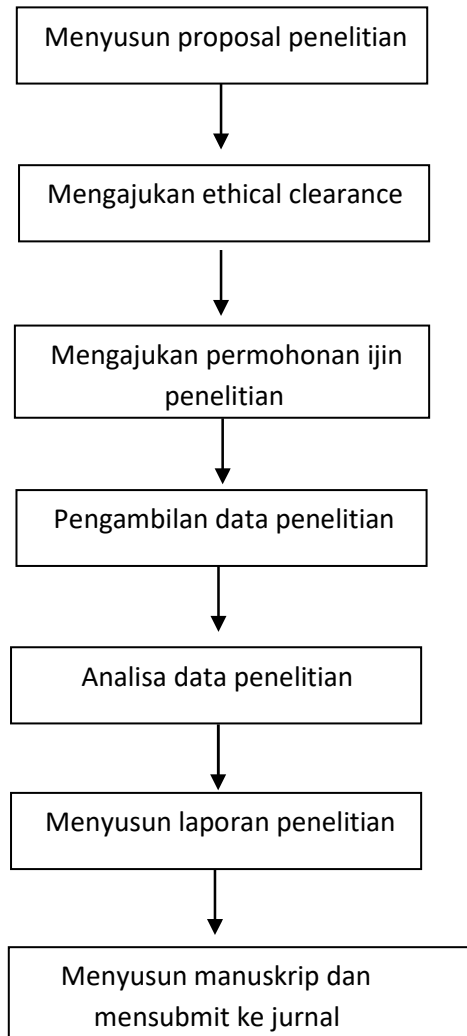 Menyusun proposal penelitian
Mengajukan ethical clearance
Mengajukan permohonan ijin
penelitian
Pengambilan data penelitian
Analisa data penelitian
Menyusun laporan penelitian
Menyusun manuskrip dan
mensubmit ke jurnal